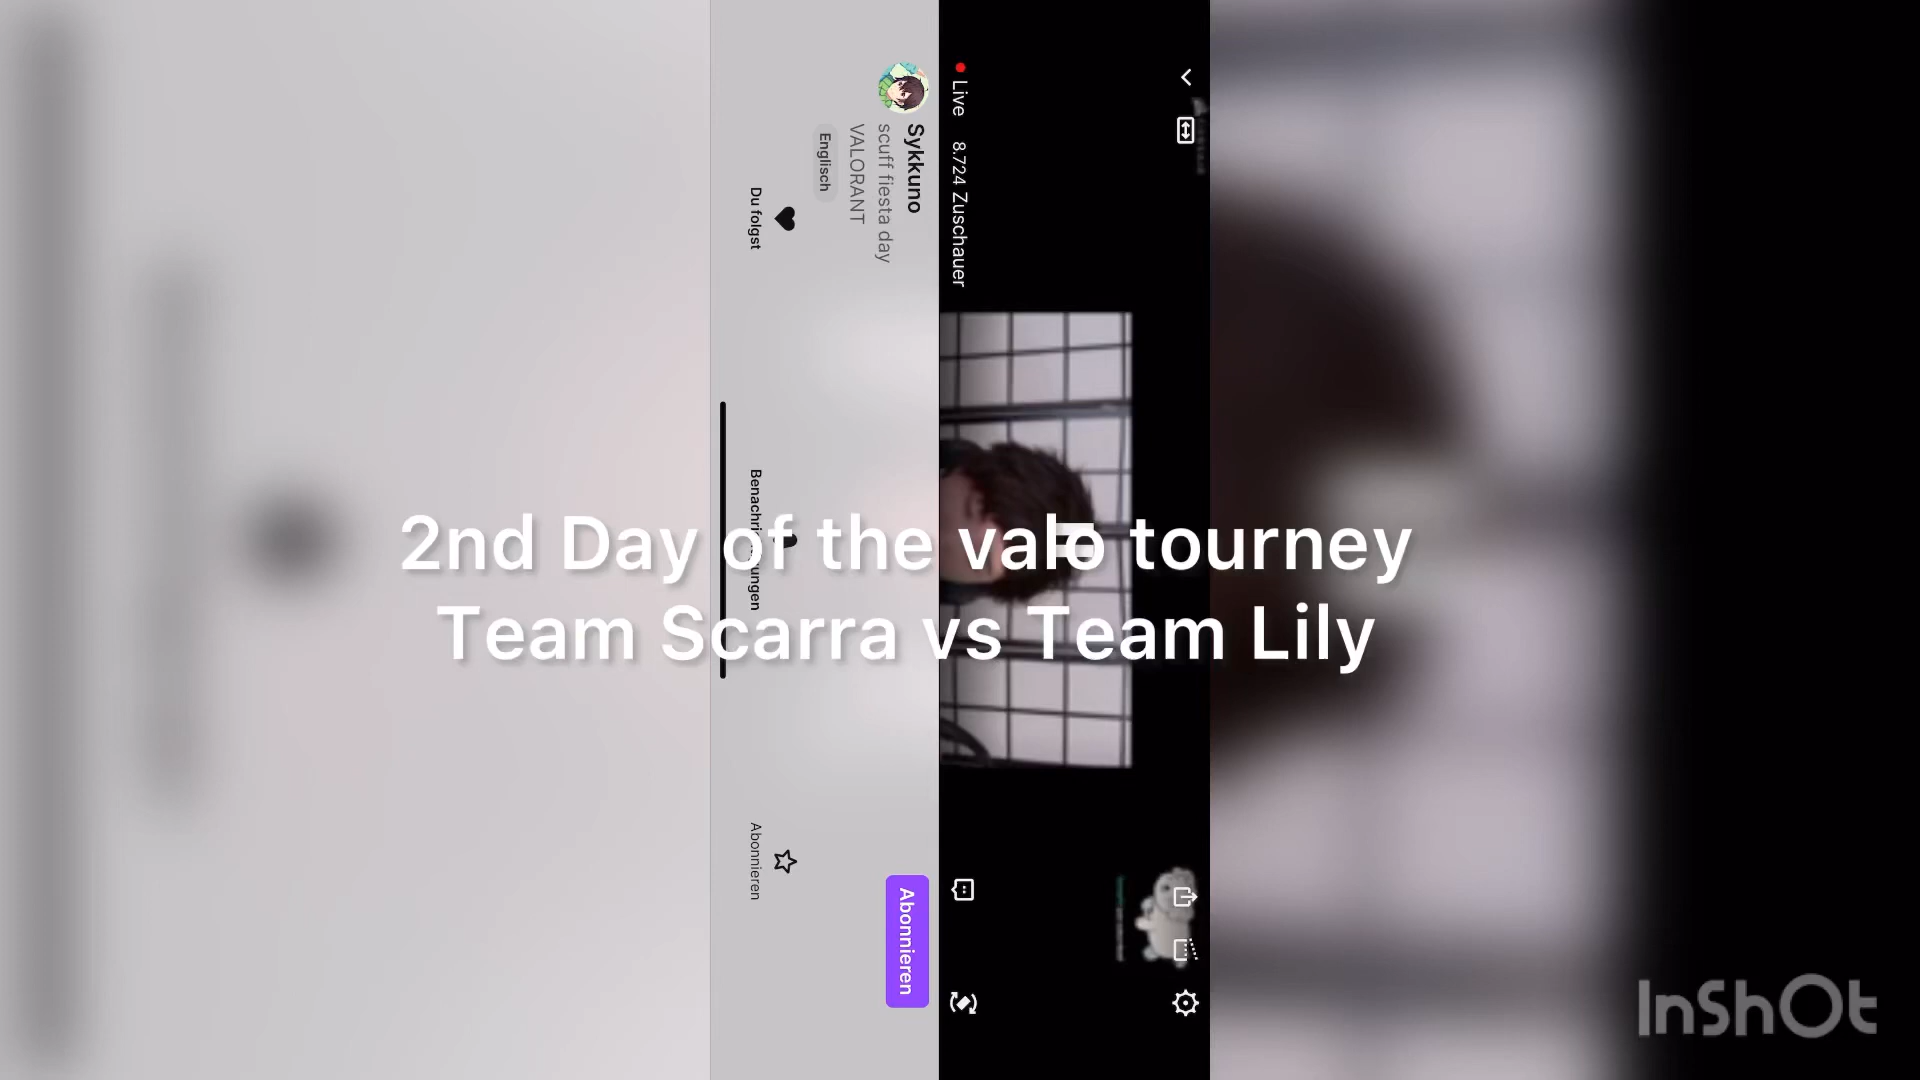 2nd Day of the valo tourney
Team Scarra vs Team Lily
Live 8.724 Zuschauer
Sykkuno
scuff fiesta day
VALORANT
Englisch
Du folgst
Abonnieren
Abonnieren
InShOt